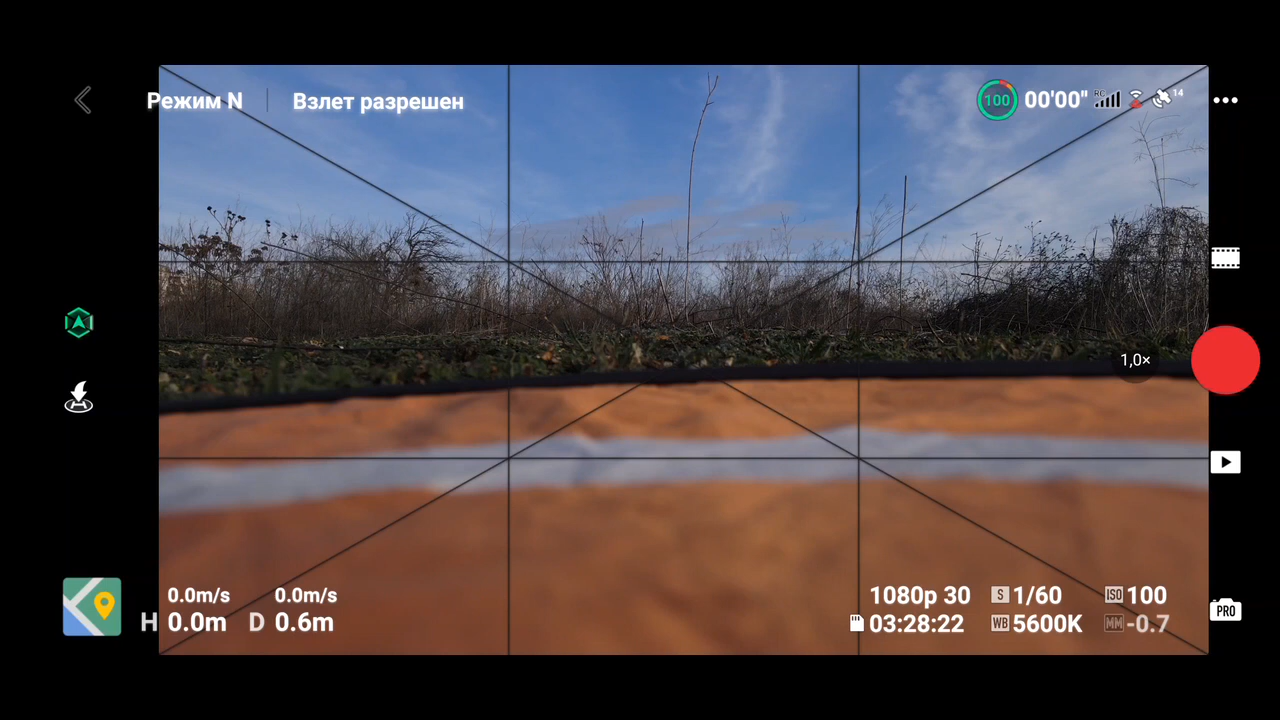 Режим N
Взлет разрешен
100
00'00"
RC
14
1,0×
0.0m/s
0.0m/s
H 0.0m
D 0.6m
1080p 30
S 1/60
ISO 100
03:28:22
WB 5600K
MM -0.7
PRO